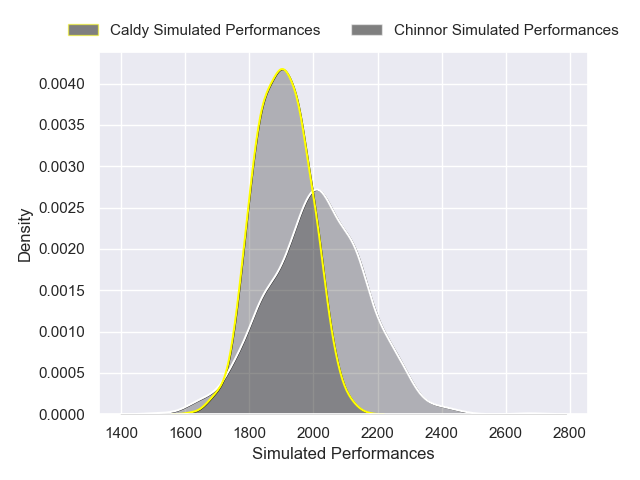 Caldy Simulated Performances
Chinnor Simulated Performances
0.0040
0.0035
0.0030
0.0025
0.0020
0.0015
0.0010
0.0005
0.0000
Density
1400 1600 1800 2000 2200 2400 2600 2800
Simulated Performances